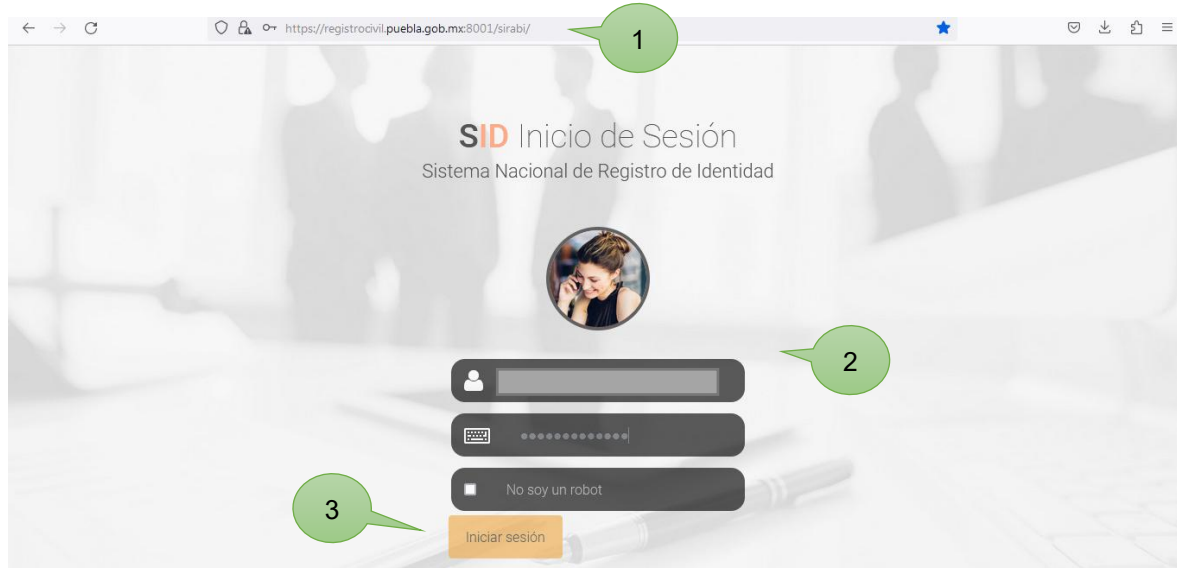 https://registrocivil.puebla.gob.mx:8001/sirabi/
1
SID Inicio de Sesión
Sistema Nacional de Registro de Identidad
2
•••••••••••••
No soy un robot
3
Iniciar sesión